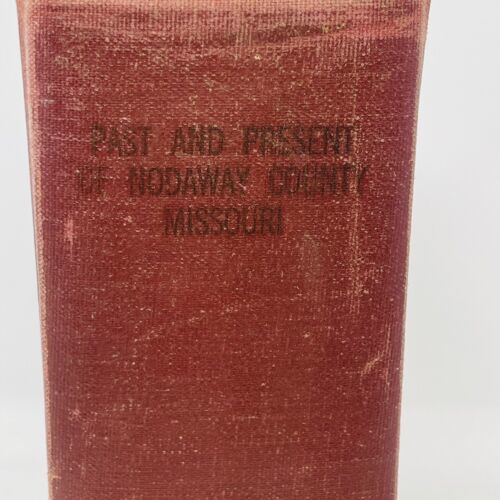 PAST AND PRESENT
OF NODAWAY COUNTY
MISSOURI